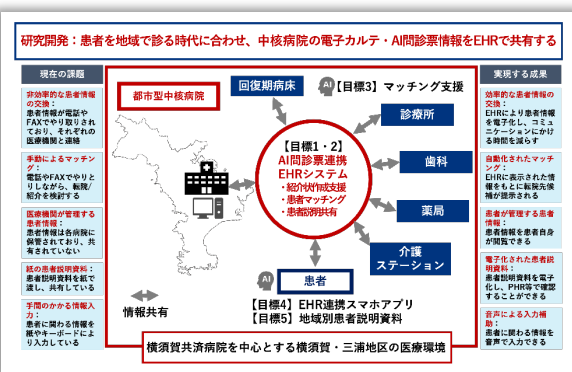 研究開発：患者を地域で診る時代に合わせ、中核病院の電子カルテ・AI問診票情報をEHRで共有する
現在の課題
非効率的な患者情報
の交換：
患者情報が電話や
FAXでやり取りされ
ており、それぞれの
医療機関と連絡
手動によるマッチン
グ：
電話やFAXでやりと
りしながら、転院/
紹介を検討する
医療機関が管理する患
者情報：
患者情報は各病院に
保管されており、共有
されていない
紙の患者説明資料：
患者説明資料を紙で
渡し、共有している
手間のかかる情報入
力：
患者に関わる情報を
紙やキーボードによ
り入力している
都市型中核病院
情報共有
回復期病床
AI
【目標3】マッチング支援
診療所
歯科
薬局
介護
ステーション
【目標1・2】
AI問診票連携
EHRシステム
・紹介状作成支援
・患者マッチング
・患者説明共有
AI
患者
【目標4】EHR連携スマホアプリ
【目標5】地域別患者説明資料
横須賀共済病院を中心とする横須賀・三浦地区の医療環境
実現する成果
効率的な患者情報
の交換：
EHRにより患者情報
を電子化し、コミュ
ニケーションにかけ
る時間を減らす
自動化されたマッチ
ング：
EHRに表示された情
報をもとに転院先候
補が提示される
患者が管理する患者
情報：
患者情報を患者自身
が閲覧できる
電子化された患者説
明資料：
患者説明資料を電子
化し、PHR等で確認
することができる
音声による入力補
助：
患者に関わる情報を
音声で入力できる